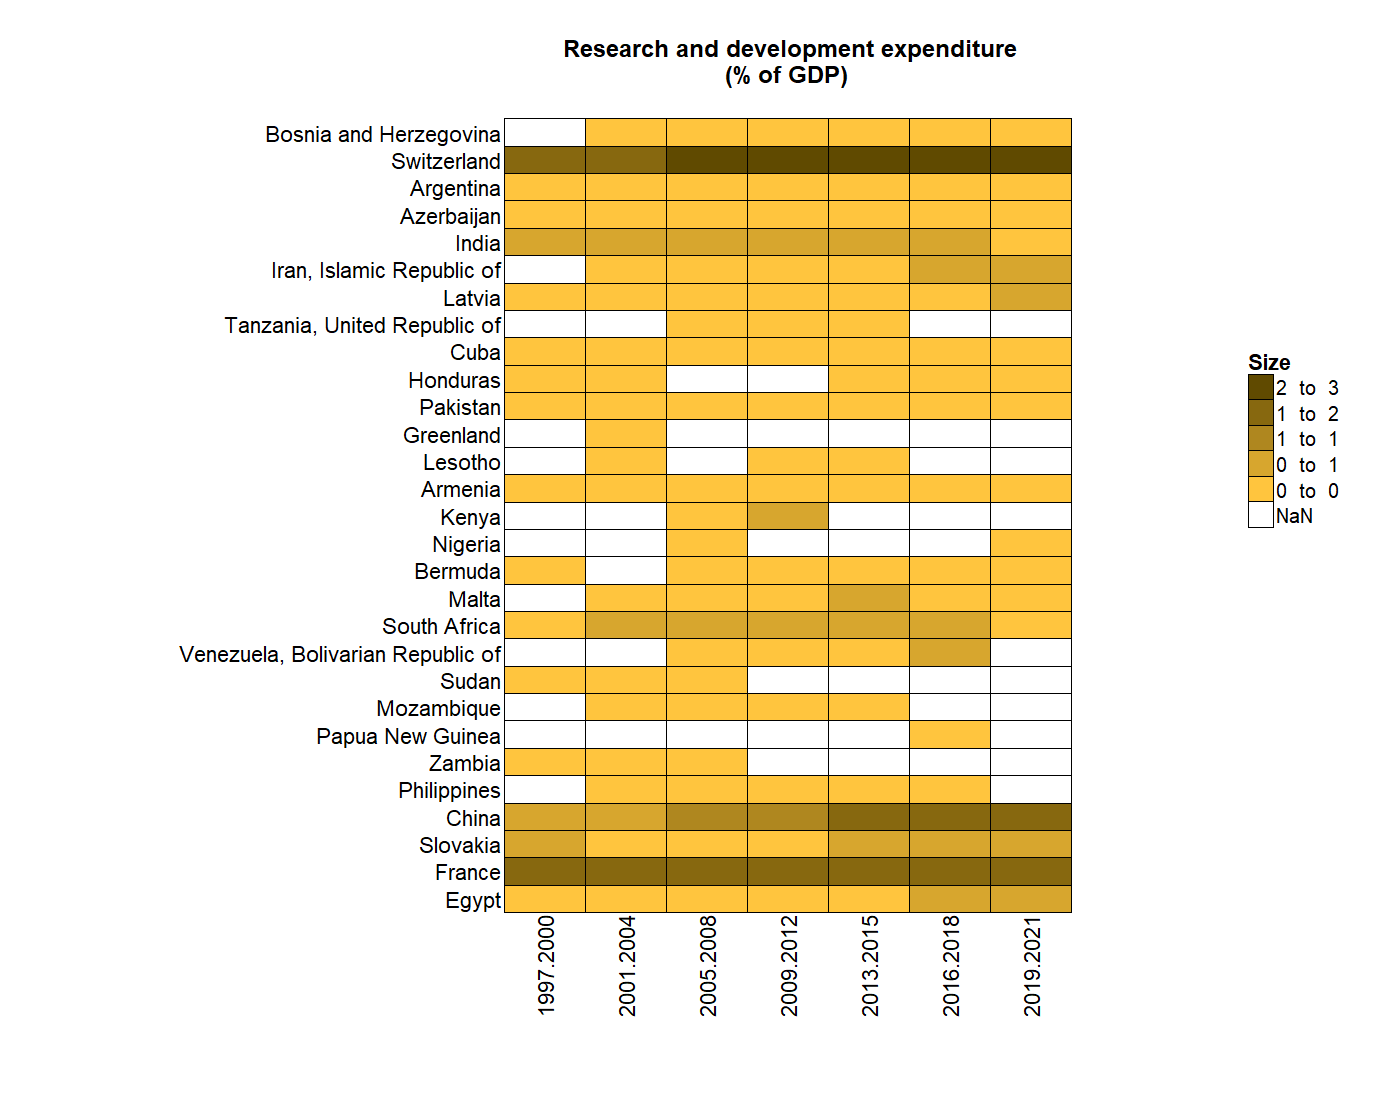 Research and development expenditure
(% of GDP)
Bosnia and Herzegovina
Switzerland
Argentina
Azerbaijan
India
Iran, Islamic Republic of
Latvia
Tanzania, United Republic of
Cuba
Honduras
Pakistan
Greenland
Lesotho
Armenia
Kenya
Nigeria
Bermuda
Malta
South Africa
Venezuela, Bolivarian Republic of
Sudan
Mozambique
Papua New Guinea
Zambia
Philippines
China
Slovakia
France
Egypt
1997.2000
2001.2004
2005.2008
2009.2012
2013.2015
2016.2018
2019.2021
Size
2 to 3
1 to 2
1 to 1
0 to 1
0 to 0
NaN